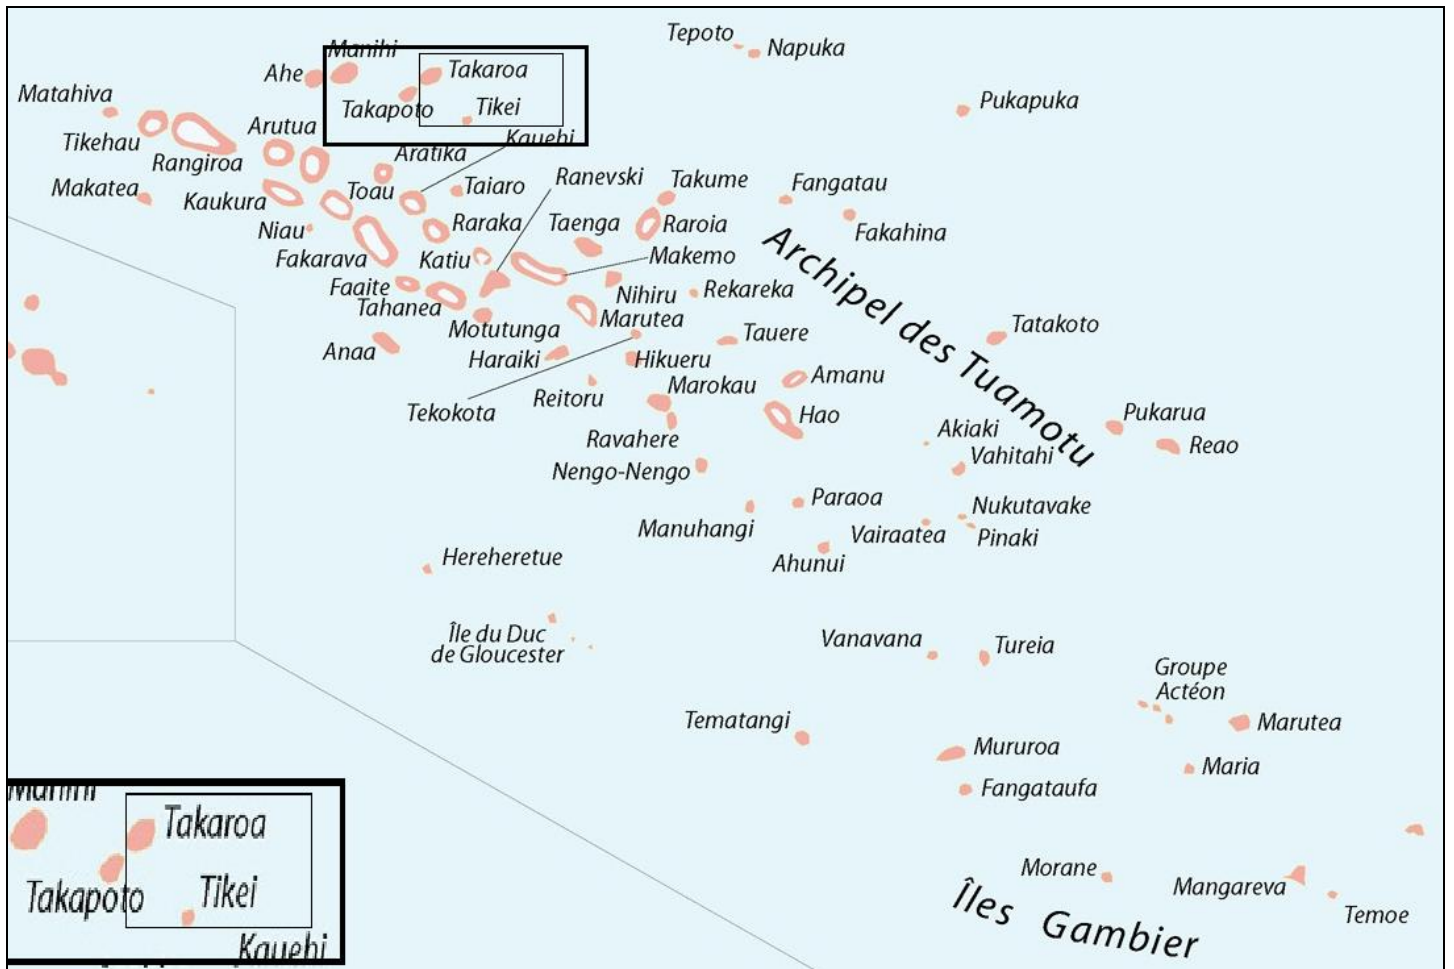 Tepoto
Napuka
Manihi
Ahe
Takaroa
Matahiva
Takapoto
Tikei
Pukapuka
Arutua
Tikehau
Kauehi
Rangiroa
Aratika
Makatea
Kaukura
Toau
Taiaro
Ranevski
Takume
Fangatau
Niau
Raraka
Taenga
Raroia
Fakahina
Fakarava
Katiu
Makemo
Archipel des Tuamotu
Faaite
Tahanea
Nihiru
Rekareka
Motutunga
Marutea
Tauere
Tatakoto
Anaa
Haraiki
Hikueru
Tekokota
Reitoru
Marokau
Amanu
Hao
Pukarua
Ravahere
Akiaki
Reao
Nengo-Nengo
Vahitahi
Manuhangi
Paraoa
Nukutavake
Vairaatea
Pinaki
Ahunui
Hereheretue
Île du Duc
de Gloucester
Vanavana
Tureia
Groupe
Actéon
Tematangi
Marutea
Mururoa
Maria
Fangataufa
Morane
Mangareva
Temoe
Îles Gambier
Manihi
Takaroa
Takapoto
Tikei
Kauehi